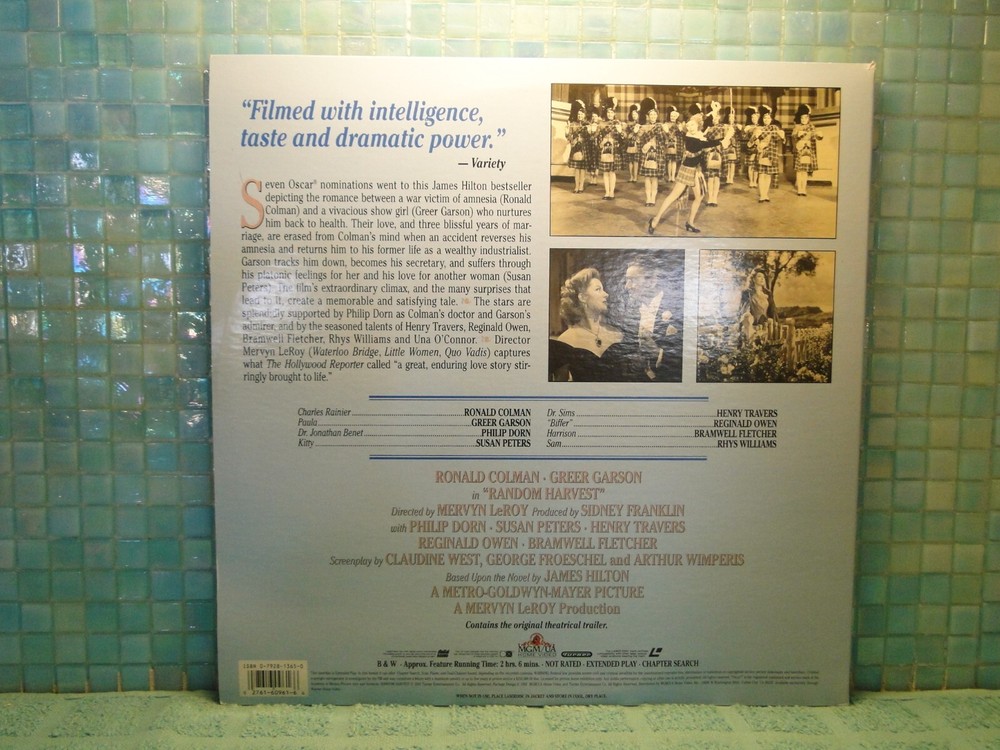 “Filmed with intelligence,
taste and dramatic power.”
— Variety
Seven Oscar® nominations went to this James Hilton bestseller
depicting the romance between a war victim of amnesia (Ronald
Colman) and a vivacious show girl (Greer Garson) who nurtures
him back to health. Their love, and three blissful years of mar-
riage, are erased from Colman's mind when an accident reverses his
amnesia and returns him to his former life as a wealthy industrialist.
Garson tracks him down, becomes his secretary, and suffers through
his platonic feelings for her and his love for another woman (Susan
Peters). The film's extraordinary climax, and the many surprises that
lead to it, create a memorable and satisfying tale. The stars are
splendidly supported by Philip Dorn as Colman's doctor and Garson's
admirer, and by the seasoned talents of Henry Travers, Reginald Owen,
Bramwell Fletcher, Rhys Williams and Una O'Connor. Director
Mervyn LeRoy (Waterloo Bridge, Little Women, Quo Vadis) captures
what The Hollywood Reporter called “a great, enduring love story stir-
ringly brought to life.”
Charles Rainier RONALD COLMAN
Paula GREER GARSON
Dr. Jonathan Benet PHILIP DORN
Kitty SUSAN PETERS
Dr. Sims HENRY TRAVERS
“Biffer” REGINALD OWEN
Harrison BRAMWELL FLETCHER
Sam RHYS WILLIAMS
RONALD COLMAN · GREER GARSON
in “RANDOM HARVEST”
Directed by MERVYN LeROY Produced by SIDNEY FRANKLIN
with PHILIP DORN · SUSAN PETERS · HENRY TRAVERS
REGINALD OWEN · BRAMWELL FLETCHER
Screenplay by CLAUDINE WEST, GEORGE FROESCHEL and ARTHUR WIMPERIS
Based Upon the Novel by JAMES HILTON
A METRO-GOLDWYN-MAYER PICTURE
A MERVYN LeROY Production
Contains the original theatrical trailer.
MGM/UA
HOME VIDEO
B & W · Approx. Feature Running Time: 2 hrs. 6 mins. · NOT RATED · EXTENDED PLAY · CHAPTER SEARCH
ISBN 0-7928-1365-0